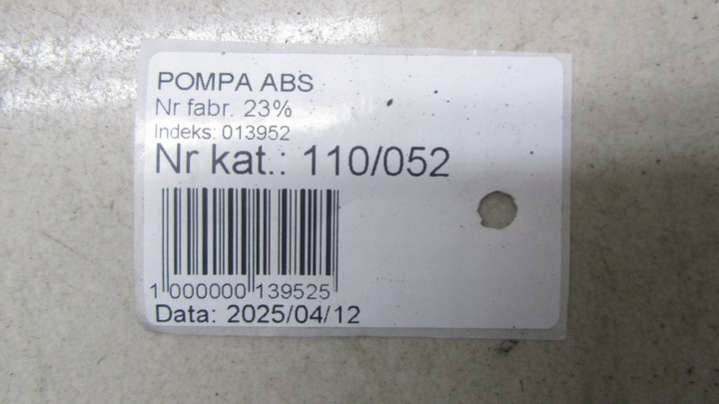 POMPA ABS
Nr fabr. 23%
Indeks: 013952
Nr kat.: 110/052
1 000000 139525
Data: 2025/04/12